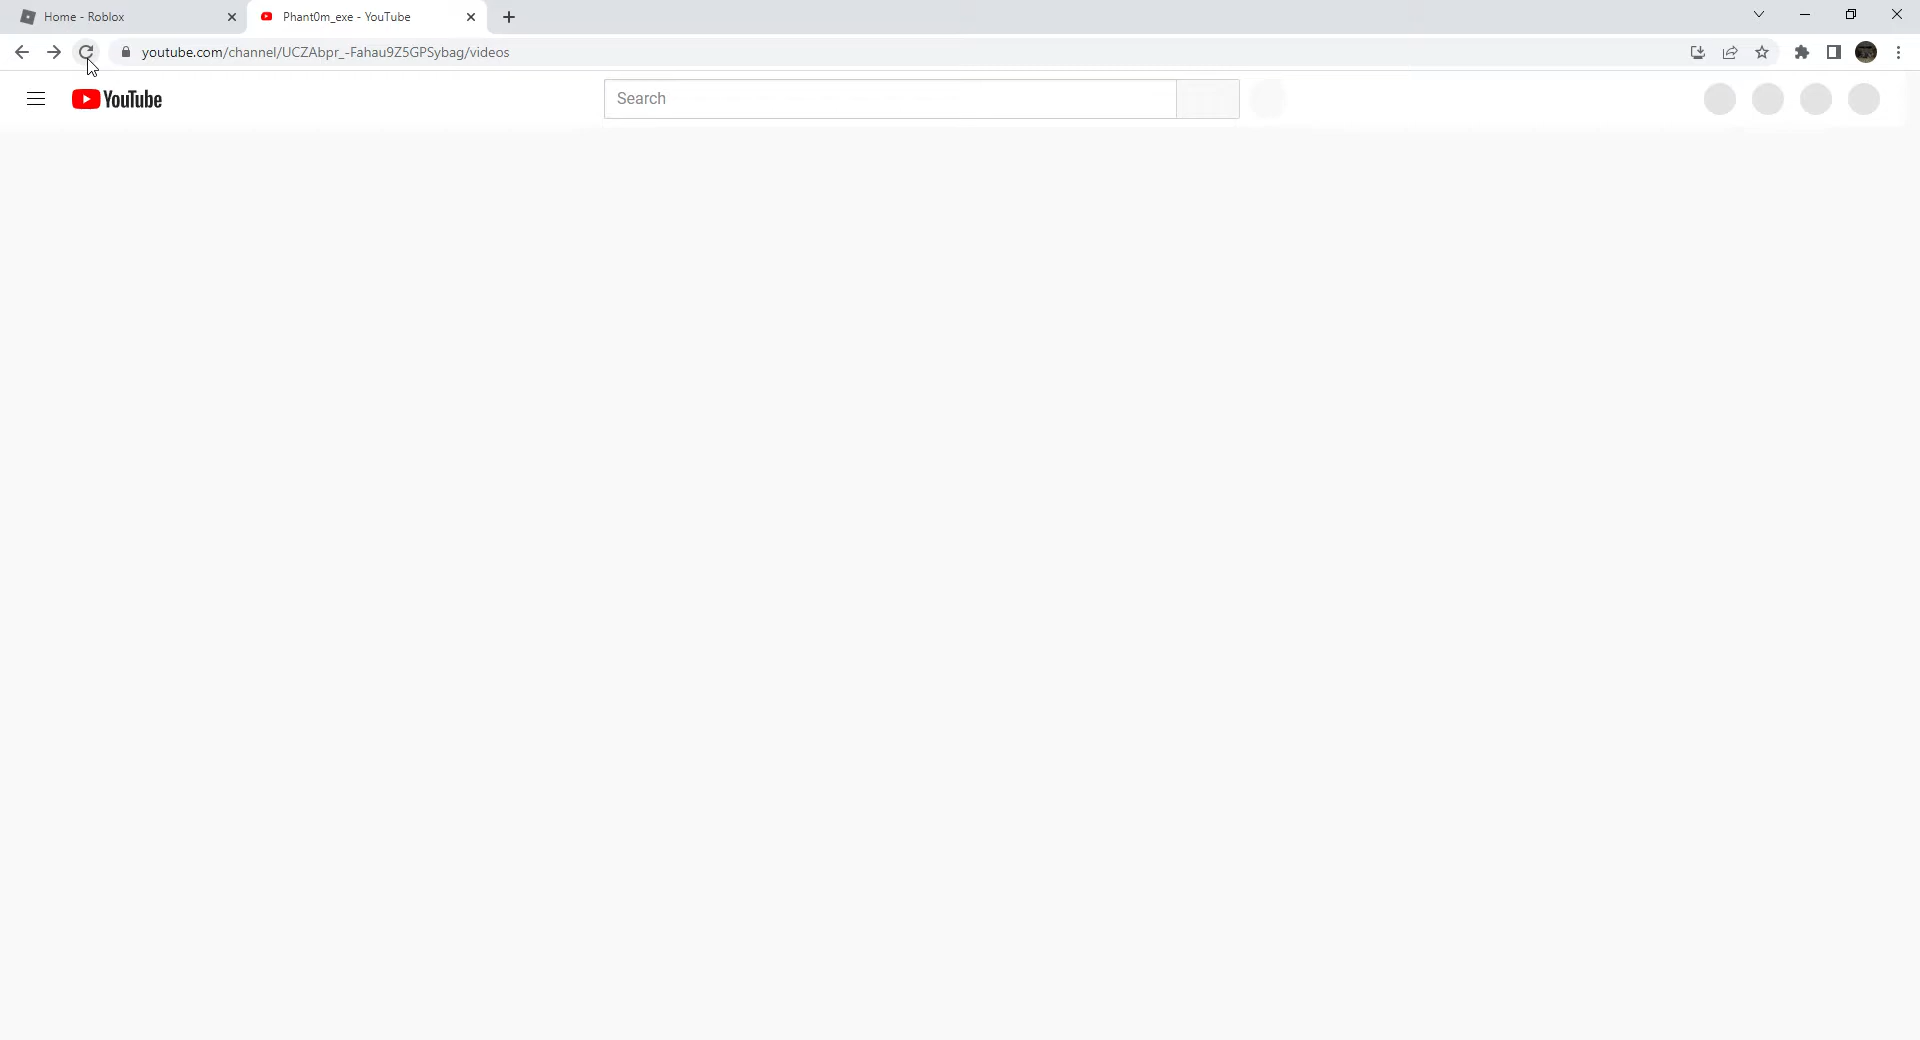 Home - Roblox
Phant0m_exe - YouTube
youtube.com/channel/UCZAbpr_-Fahau9Z5GPSybag/videos
YouTube
Search